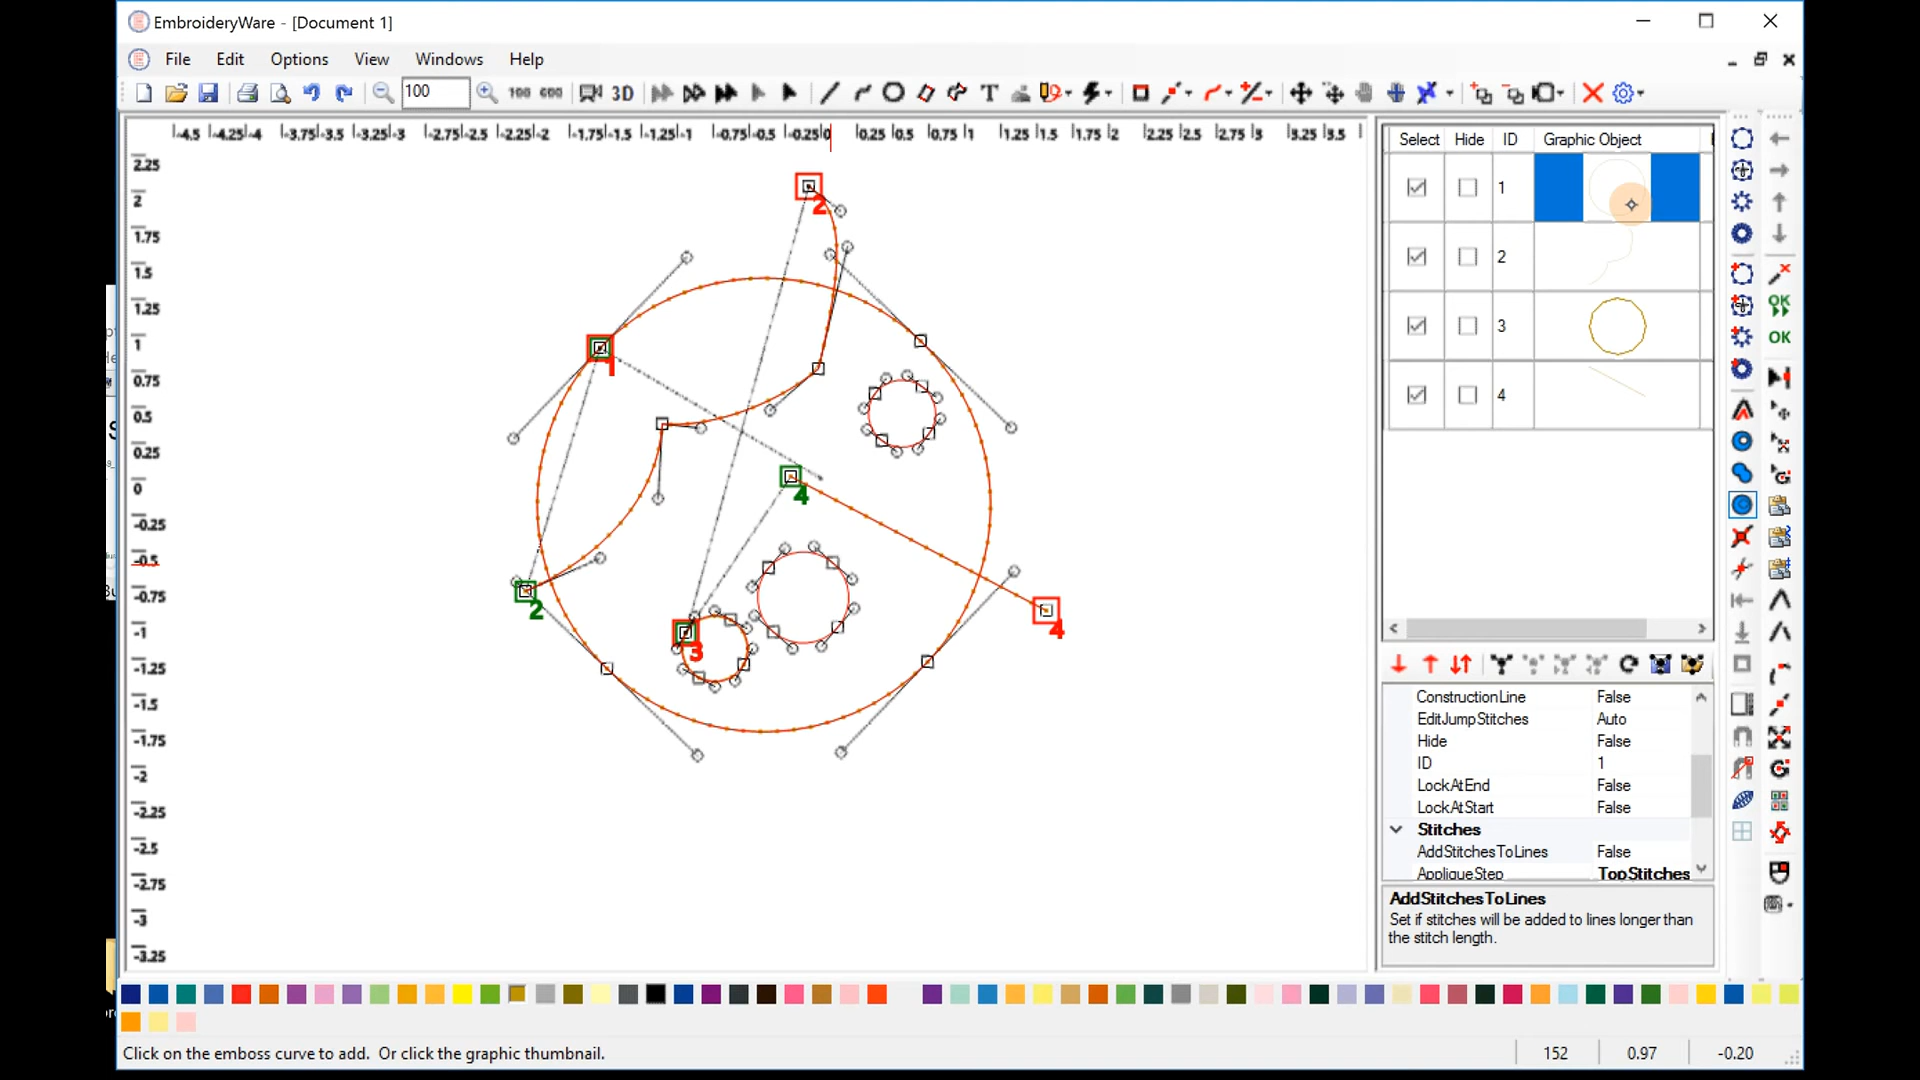 EmbroideryWare - [Document 1]
File Edit Options View Windows Help
100 100 600 3D T
-4.5 -4.25 -4 -3.75 -3.5 -3.25 -3 -2.75 -2.5 -2.25 -2 -1.75 -1.5 -1.25 -1 -0.75 -0.5 -0.25 0 0.25 0.5 0.75 1 1.25 1.5 1.75 2 2.25 2.5 2.75 3 3.25 3.5
2.25
2
1.75
1.5
1.25
1
0.75
0.5
0.25
0
-0.25
-0.5
-0.75
-1
-1.25
-1.5
-1.75
-2
-2.25
-2.5
-2.75
-3
-3.25
2
1
4
2
3
4
Select Hide ID Graphic Object
1
2
3
4
OK
OK
ConstructionLine False
EditJumpStitches Auto
Hide False
ID 1
LockAtEnd False
LockAtStart False
Stitches
AddStitchesToLines False
AppliqueStep TopStitches
AddStitchesToLines
Set if stitches will be added to lines longer than
the stitch length.
Click on the emboss curve to add. Or click the graphic thumbnail.
152 0.97 -0.20